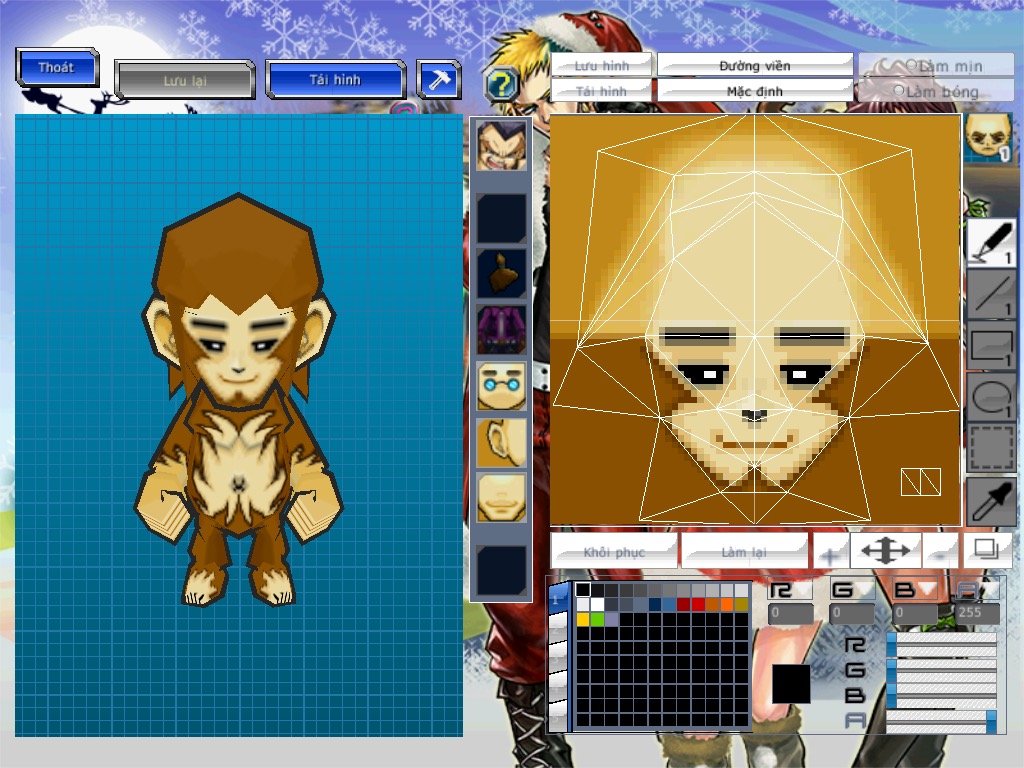 Thoát
Lưu lại
Tải hình
?
Lưu hình
Đường viền
Làm mịn
Tải hình
Mặc định
Làm bóng
1
1
1
1
1
Khôi phục
Làm lại
+
-
1
R G B A
0 0 0 255
R
G
B
A